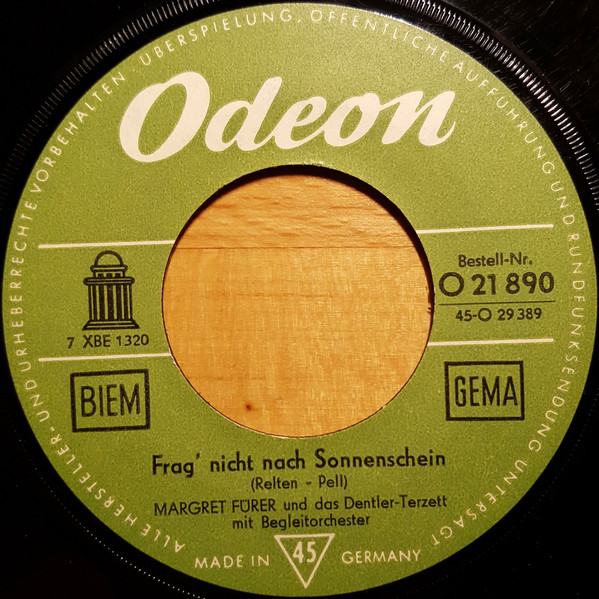 ALLE HERSTELLER- UND URHEBERRECHTE VORBEHALTEN · ÜBERSPIELUNG, ÖFFENTLICHE AUFFÜHRUNG UND RUNDFUNKSENDUNG UNTERSAGT
Odeon
Bestell-Nr.
O 21 890
45-O 29 389
7 XBE 1320
BIEM
GEMA
Frag' nicht nach Sonnenschein
(Relten - Pell)
MARGRET FÜRER und das Dentler-Terzett
mit Begleitorchester
MADE IN 45 GERMANY